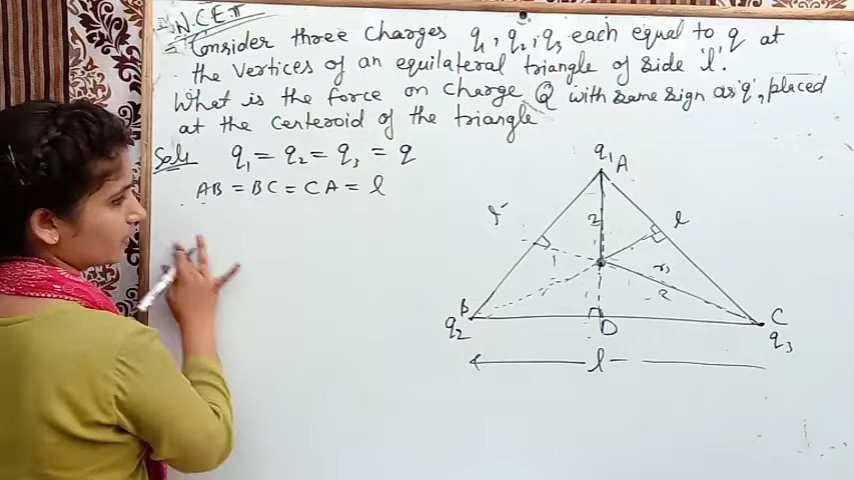 N.C.E.T
Consider three Charges q1, q2, q3 each equal to q at
the vertices of an equilateral triangle of side 'l'.
What is the force on charge Q with same sign as 'q', placed
at the centeroid of the triangle
Sol: q1 = q2 = q3 = q
AB = BC = CA = l
q1 A
2
l
1
r3
2
B
q2
D
C
q3
l